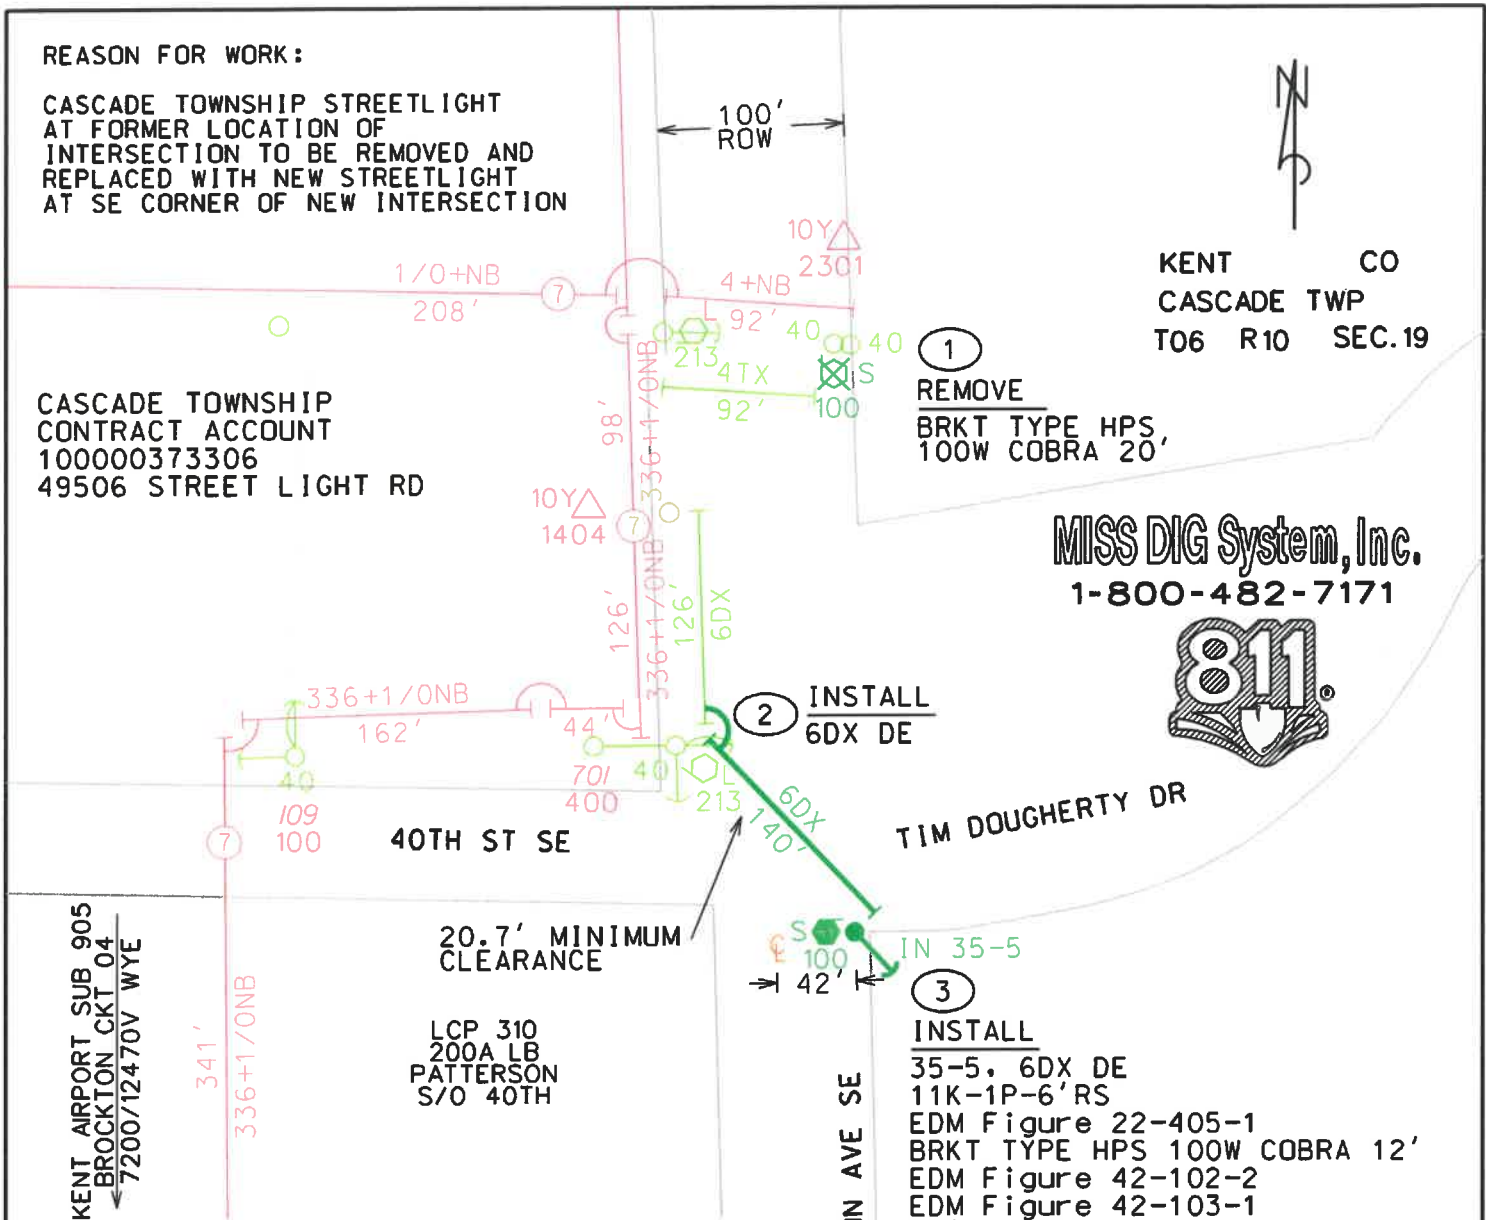 REASON FOR WORK:
CASCADE TOWNSHIP STREETLIGHT
AT FORMER LOCATION OF
INTERSECTION TO BE REMOVED AND
REPLACED WITH NEW STREETLIGHT
AT SE CORNER OF NEW INTERSECTION
100'
ROW
N
KENT CO
CASCADE TWP
T06 R10 SEC.19
10Y
2301
1/0+NB
208'
7
4+NB
92'
L
213
40
40
4TX
92'
S
100
1
REMOVE
BRKT TYPE HPS
100W COBRA 20'
CASCADE TOWNSHIP
CONTRACT ACCOUNT
100000373306
49506 STREET LIGHT RD
98'
336+1/0NB
10Y
1404
7
MISS DIG System, Inc.
1-800-482-7171
811
®
126'
336+1/0NB
126'
6DX
336+1/0NB
162'
44'
2
INSTALL
6DX DE
40
109
100
7
701
400
40
L
213
6DX
140'
40TH ST SE
TIM DOUGHERTY DR
20.7' MINIMUM
CLEARANCE
S
100
IN 35-5
42'
KENT AIRPORT SUB 905
BROCKTON CKT 04
7200/12470V WYE
341'
336+1/0NB
LCP 310
200A LB
PATTERSON
S/O 40TH
AVE SE
3
INSTALL
35-5. 6DX DE
11K-1P-6'RS
EDM Figure 22-405-1
BRKT TYPE HPS 100W COBRA 12'
EDM Figure 42-102-2
EDM Figure 42-103-1